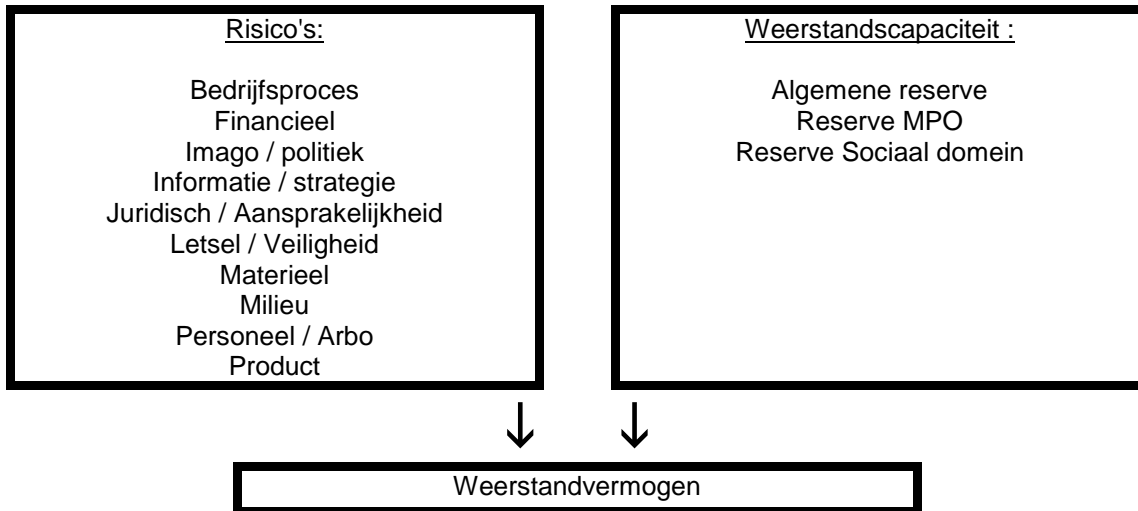 Risico's:
Bedrijfsproces
Financieel
Imago / politiek
Informatie / strategie
Juridisch / Aansprakelijkheid
Letsel / Veiligheid
Materieel
Milieu
Personeel / Arbo
Product
Weerstandscapaciteit :
Algemene reserve
Reserve MPO
Reserve Sociaal domein
Weerstandvermogen